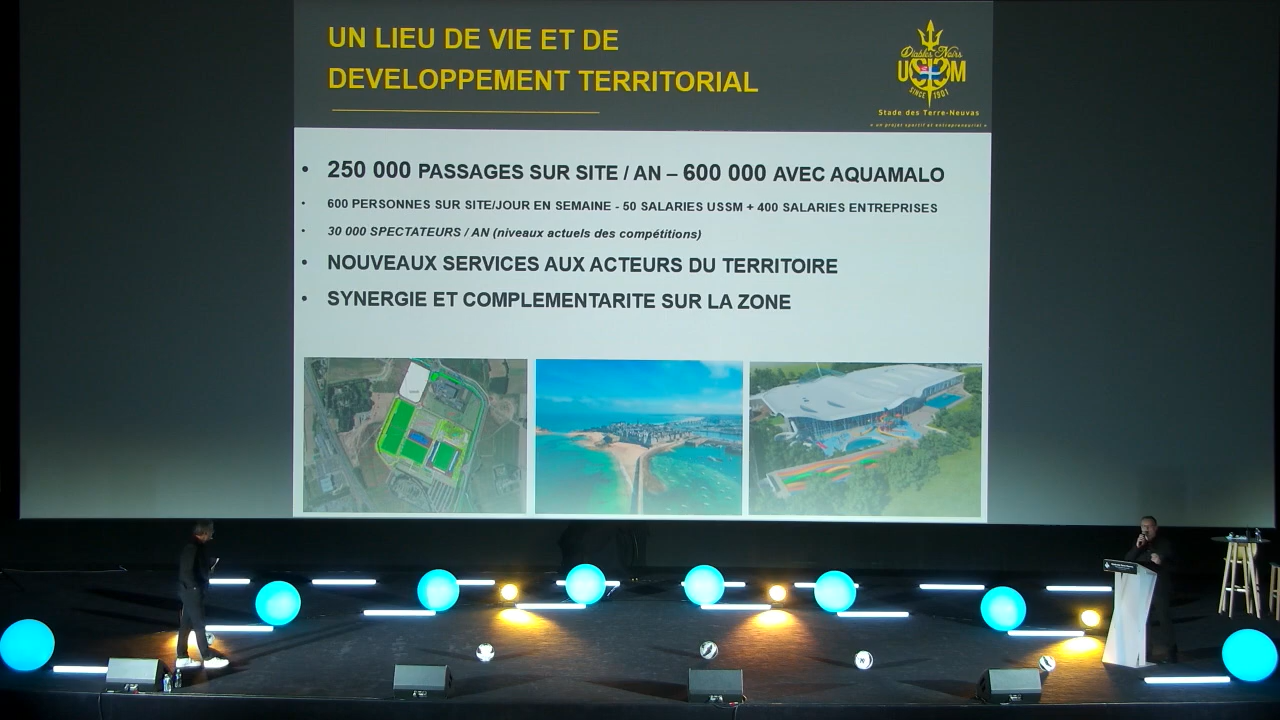 UN LIEU DE VIE ET DE
DEVELOPPEMENT TERRITORIAL
Diables Noirs
USSM
SINCE 1901
Stade des Terre-Neuvas
« un projet sportif et entrepreneurial »
• 250 000 PASSAGES SUR SITE / AN – 600 000 AVEC AQUAMALO
• 600 PERSONNES SUR SITE/JOUR EN SEMAINE - 50 SALARIES USSM + 400 SALARIES ENTREPRISES
• 30 000 SPECTATEURS / AN (niveaux actuels des compétitions)
• NOUVEAUX SERVICES AUX ACTEURS DU TERRITOIRE
• SYNERGIE ET COMPLEMENTARITE SUR LA ZONE